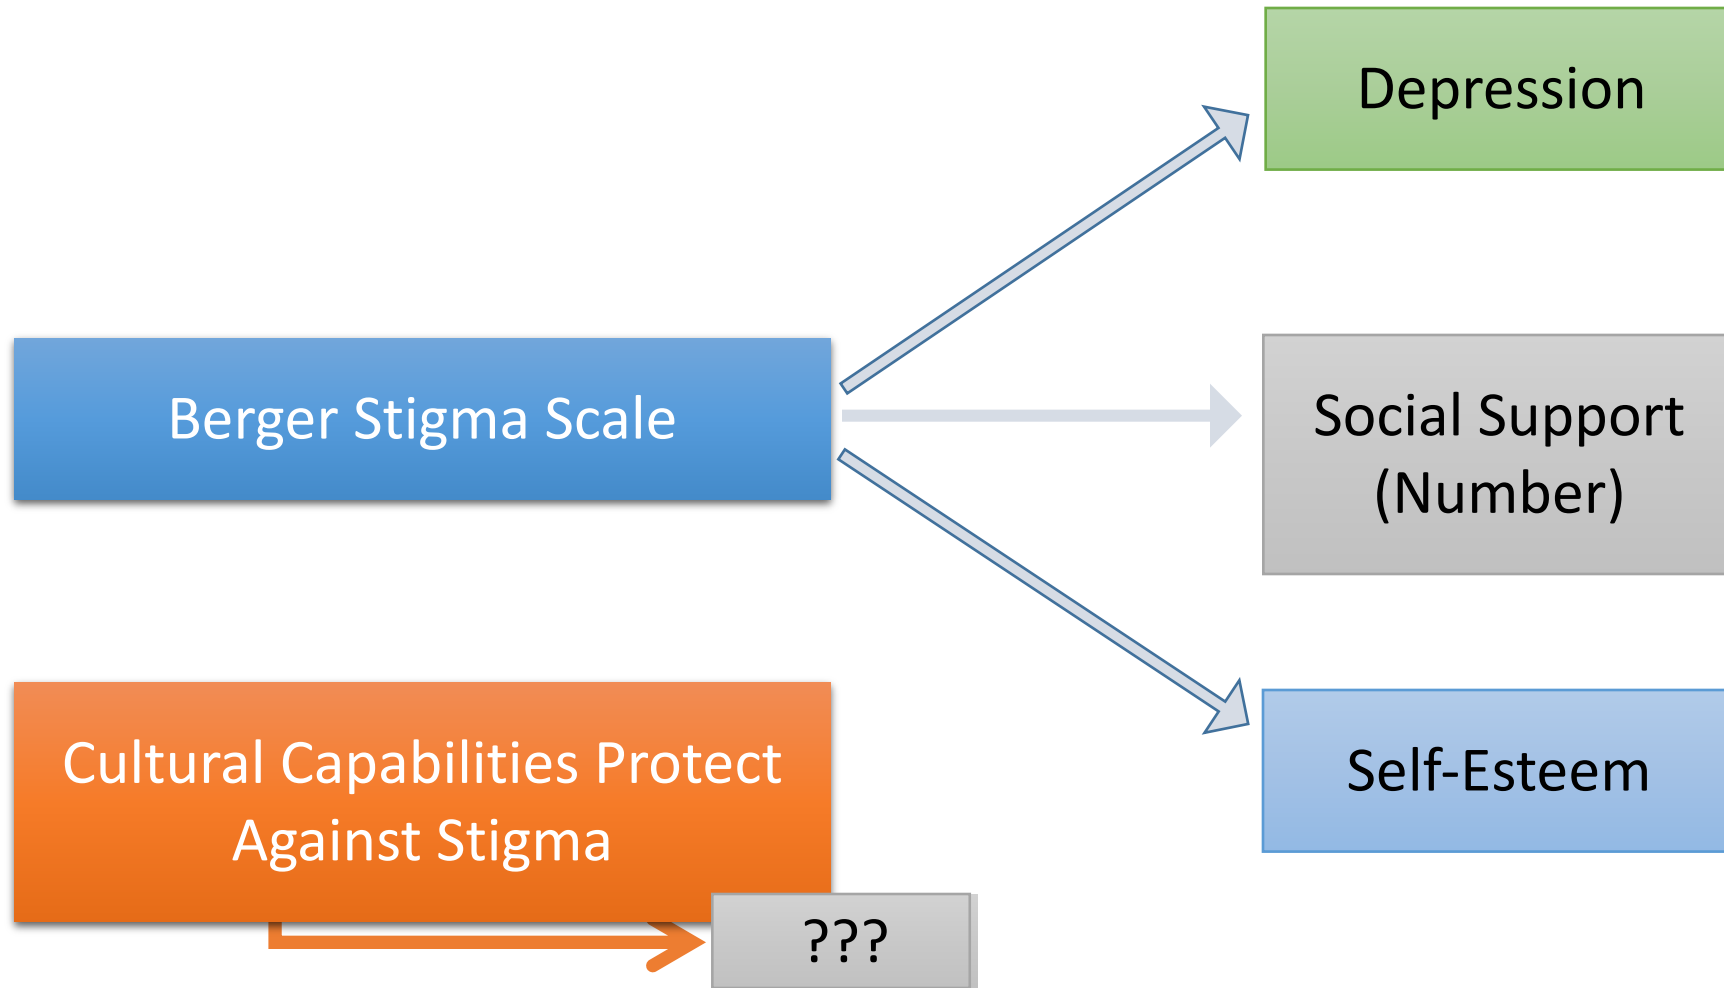 Depression
Berger Stigma Scale
Social Support
(Number)
Cultural Capabilities Protect
Against Stigma
Self-Esteem
???